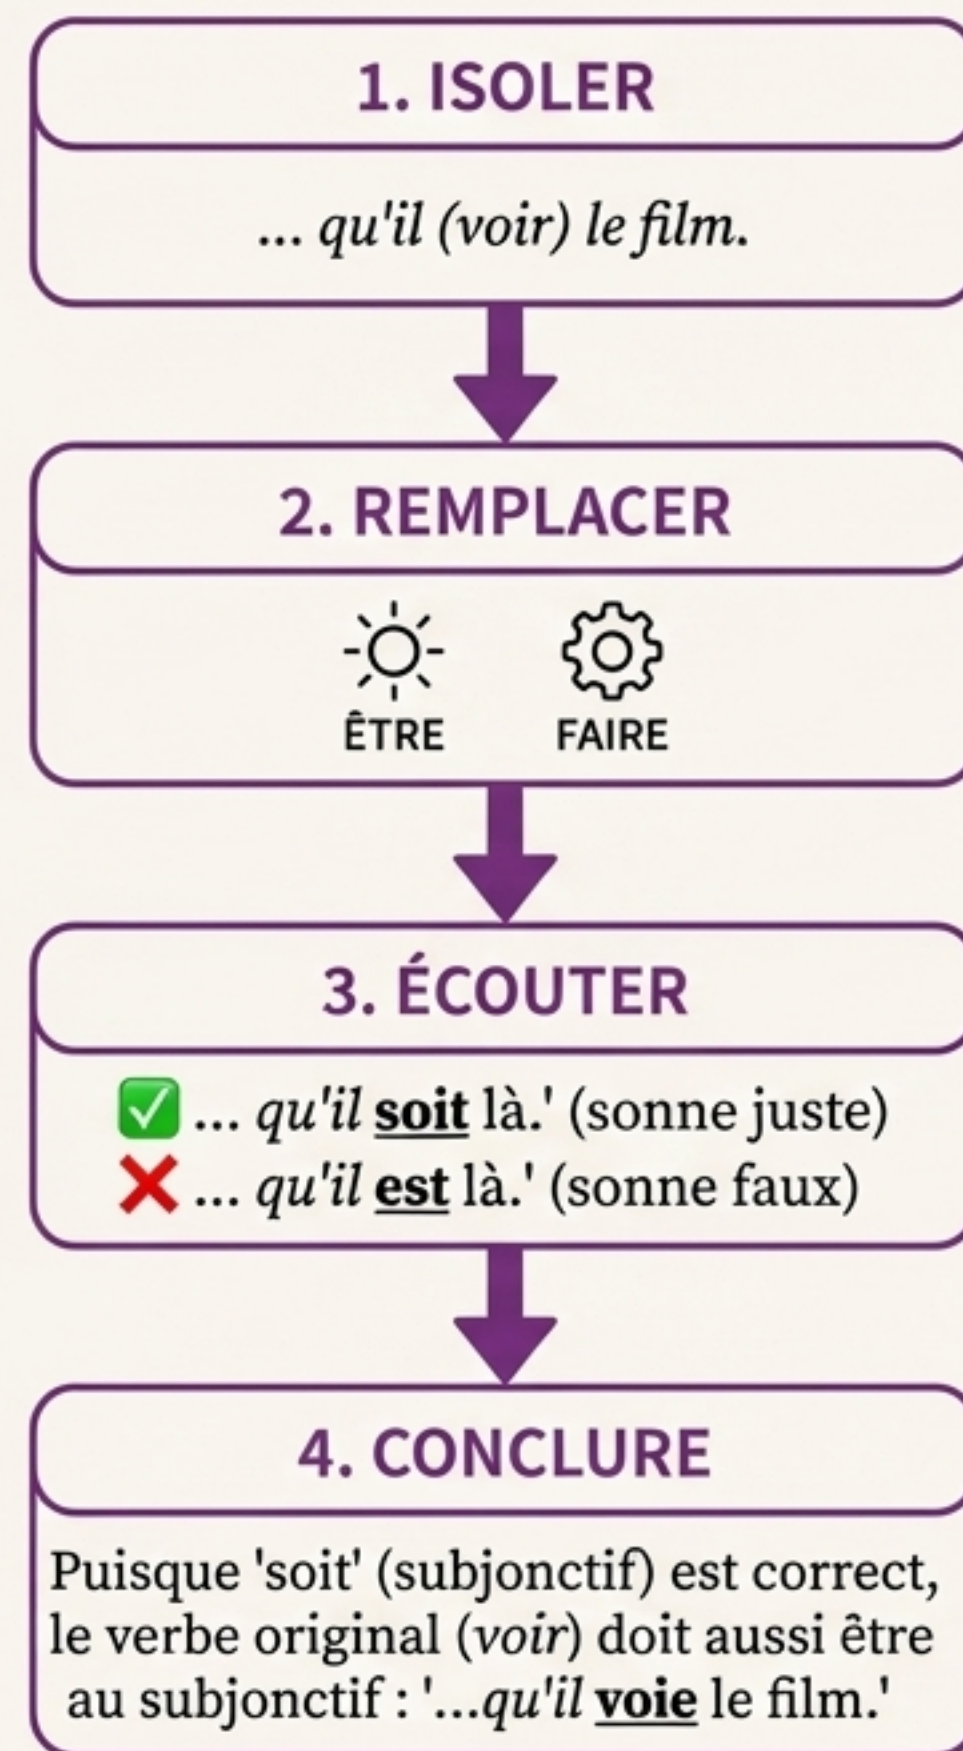 1. ISOLER
... qu'il (voir) le film.
2. REMPLACER
ÊTRE FAIRE
3. ÉCOUTER
... qu'il soit là.' (sonne juste)
... qu'il est là.' (sonne faux)
4. CONCLURE
Puisque 'soit' (subjonctif) est correct,
le verbe original (voir) doit aussi être
au subjonctif : '...qu'il voie le film.'